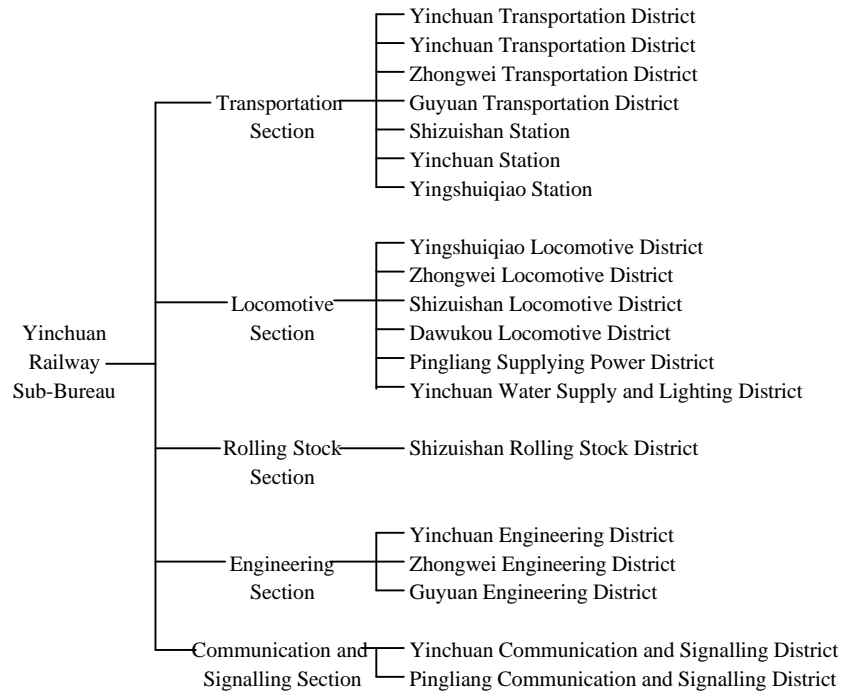 Yinchuan
Railway
Sub-Bureau
Transportation
Section
Yinchuan Transportation District
Yinchuan Transportation District
Zhongwei Transportation District
Guyuan Transportation District
Shizuishan Station
Yinchuan Station
Yingshuiqiao Station
Locomotive
Section
Yingshuiqiao Locomotive District
Zhongwei Locomotive District
Shizuishan Locomotive District
Dawukou Locomotive District
Pingliang Supplying Power District
Yinchuan Water Supply and Lighting District
Rolling Stock
Section
Shizuishan Rolling Stock District
Engineering
Section
Yinchuan Engineering District
Zhongwei Engineering District
Guyuan Engineering District
Communication and
Signalling Section
Yinchuan Communication and Signalling District
Pingliang Communication and Signalling District